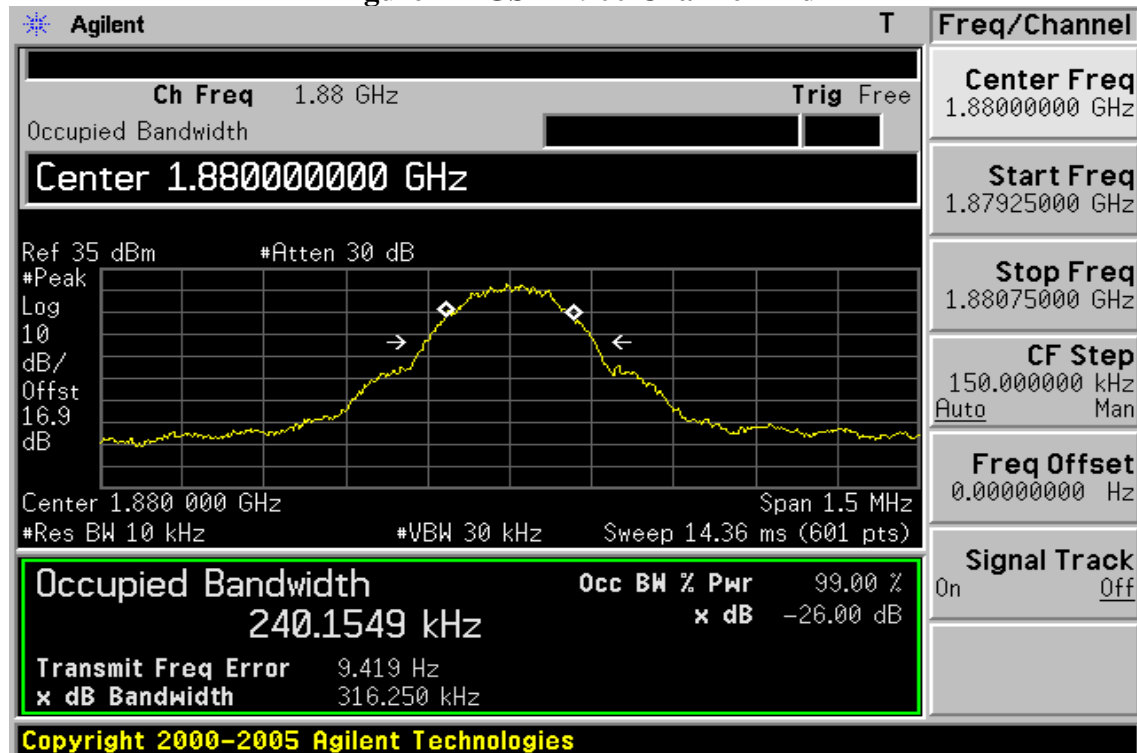 Agilent T
Ch Freq 1.88 GHz Trig Free
Occupied Bandwidth
Center 1.880000000 GHz
Ref 35 dBm #Atten 30 dB
#Peak
Log
10
dB/
Offst
16.9
dB
Center 1.880 000 GHz Span 1.5 MHz
#Res BW 10 kHz #VBW 30 kHz Sweep 14.36 ms (601 pts)
Occupied Bandwidth Occ BW % Pwr 99.00 %
240.1549 kHz x dB -26.00 dB
Transmit Freq Error 9.419 Hz
x dB Bandwidth 316.250 kHz
Copyright 2000-2005 Agilent Technologies
Freq/Channel
Center Freq
1.88000000 GHz
Start Freq
1.87925000 GHz
Stop Freq
1.88075000 GHz
CF Step
150.000000 kHz
Auto Man
Freq Offset
0.00000000 Hz
Signal Track
On Off